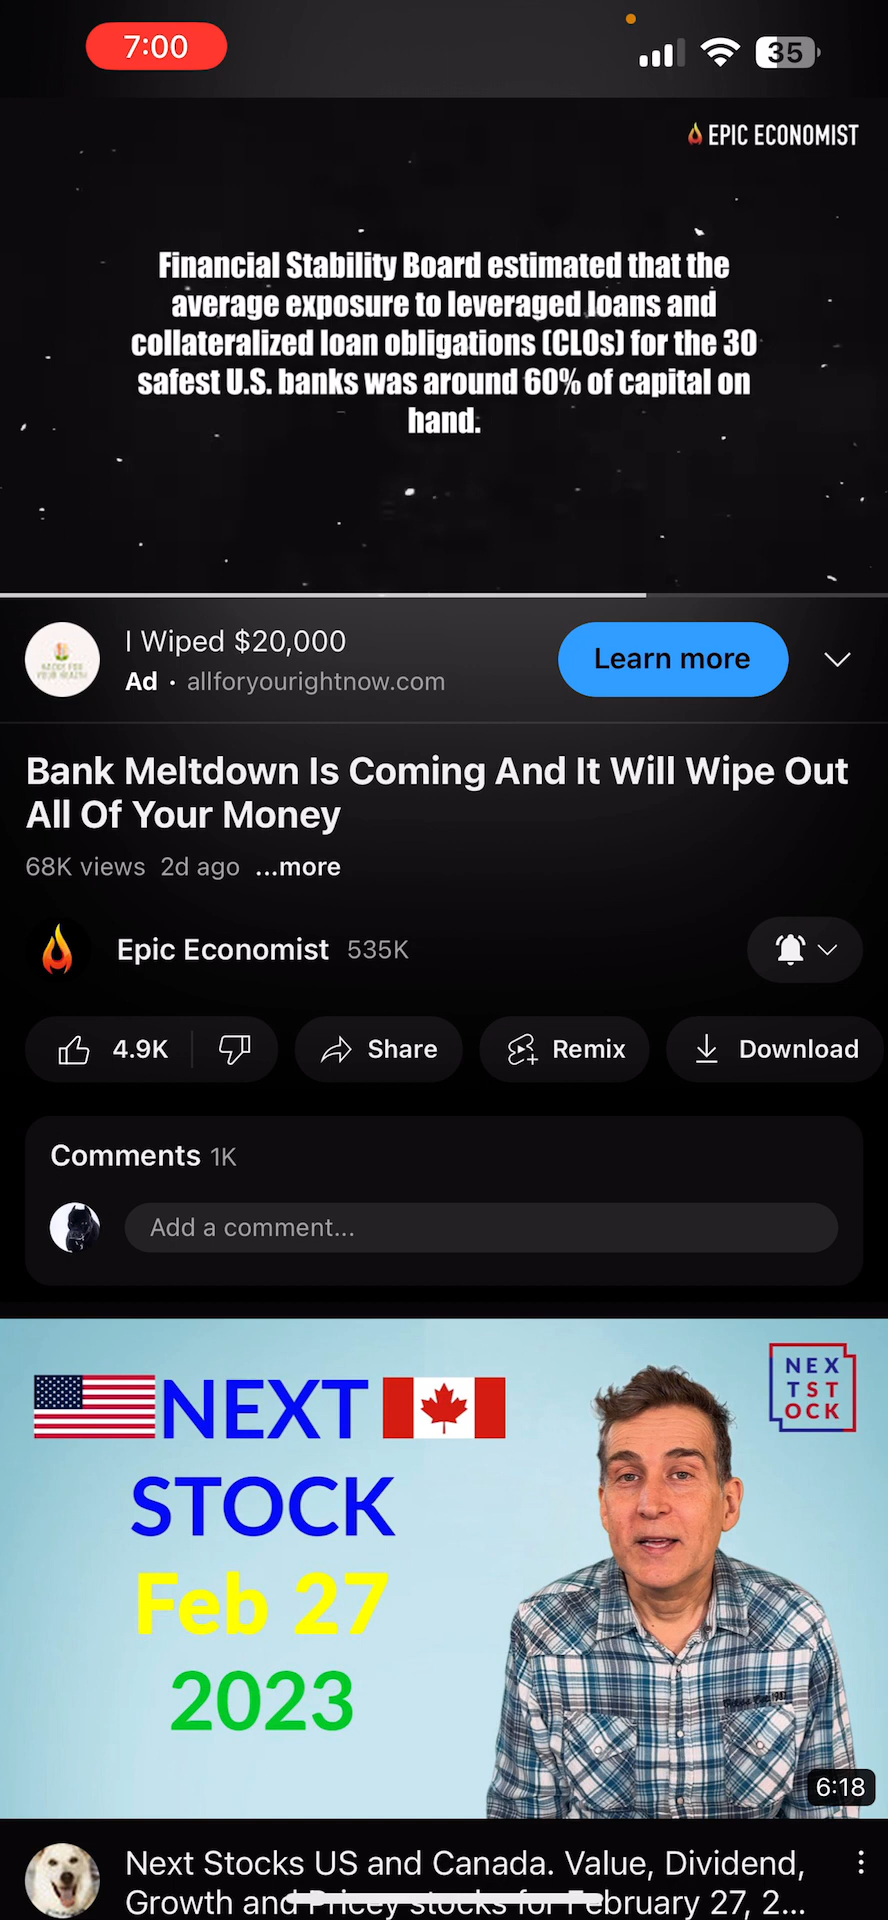 7:00
35
EPIC ECONOMIST
Financial Stability Board estimated that the
average exposure to leveraged loans and
collateralized loan obligations (CLOs) for the 30
safest U.S. banks was around 60% of capital on
hand.
I Wiped $20,000
Ad · allforyourightnow.com
Learn more
Bank Meltdown Is Coming And It Will Wipe Out
All Of Your Money
68K views 2d ago ...more
Epic Economist 535K
4.9K
Share
Remix
Download
Comments 1K
Add a comment...
NEXT
STOCK
Feb 27
2023
NEX
TST
OCK
6:18
Next Stocks US and Canada. Value, Dividend,
Growth and Pricey stocks for February 27, 2...